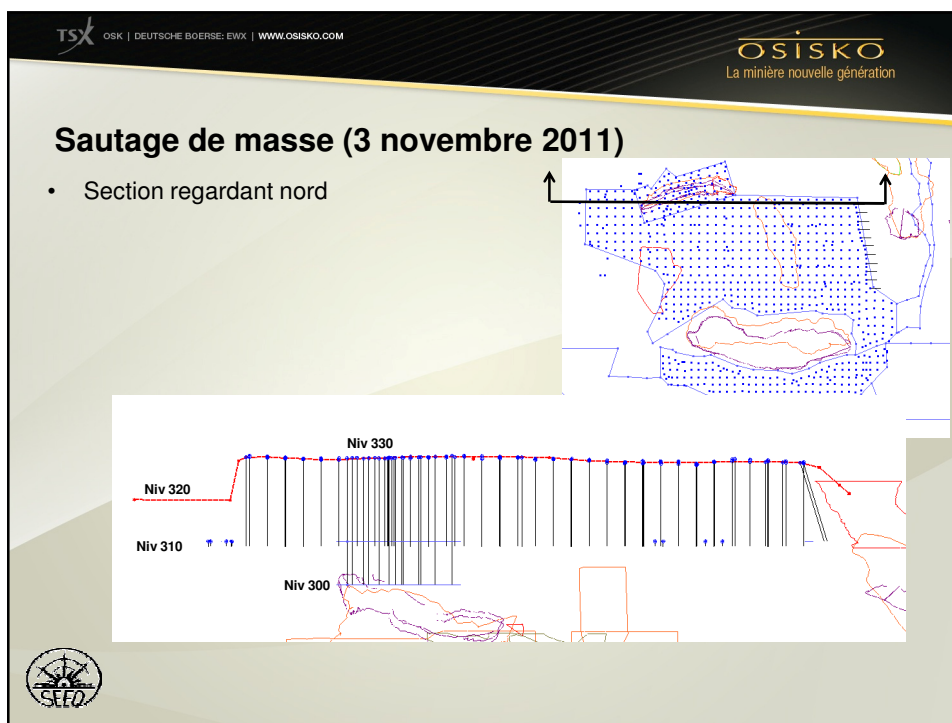 TSX OSK | DEUTSCHE BOERSE: EWX | WWW.OSISKO.COM
OSISKO
La minière nouvelle génération
Sautage de masse (3 novembre 2011)
• Section regardant nord
Niv 330
Niv 320
Niv 310
Niv 300
SEEQ